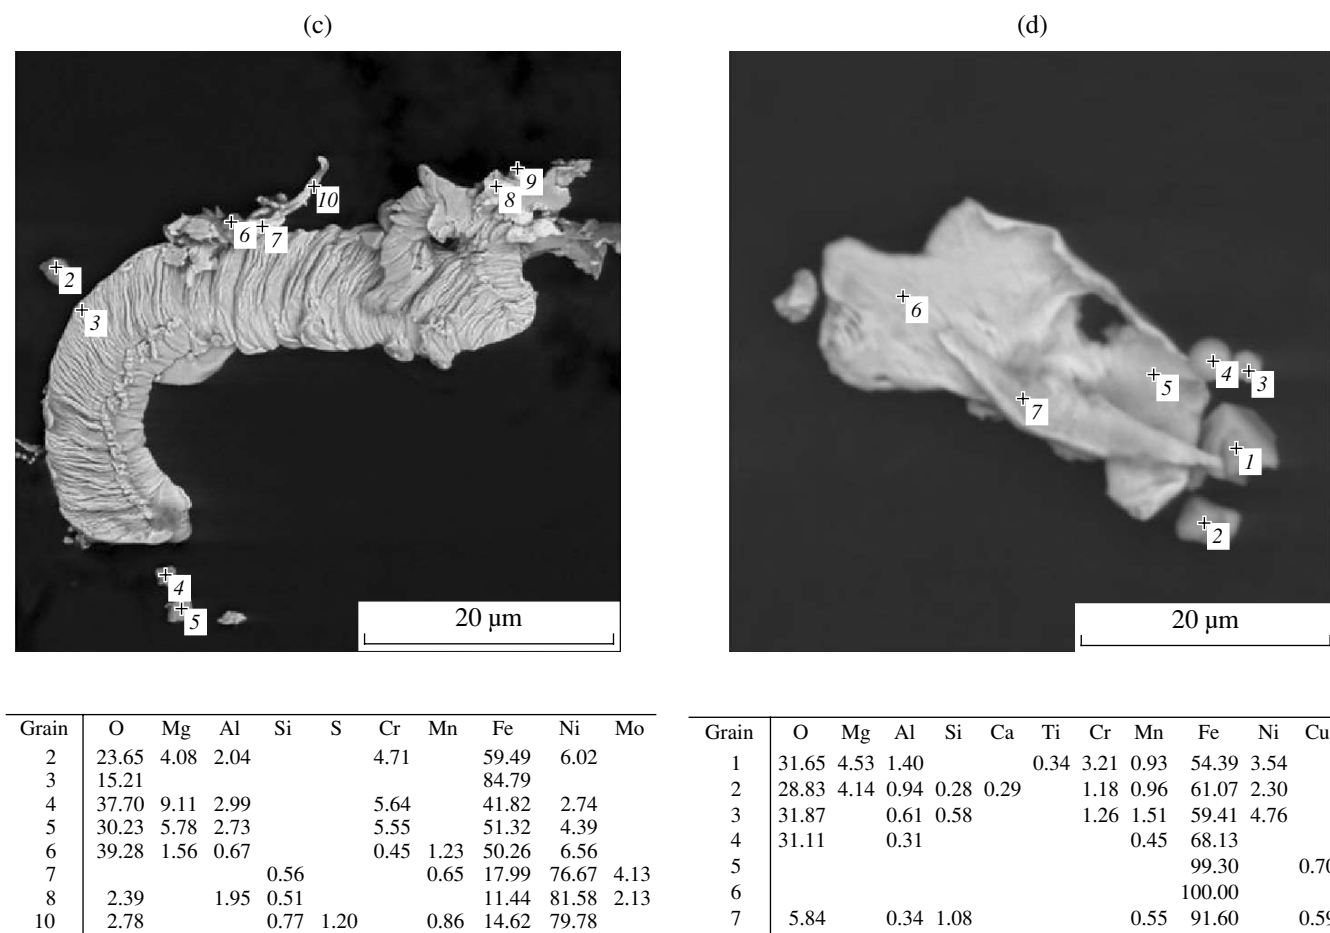 (c)
(d)
10
9
8
6
7
2
3
4
5
20 µm
6
4
3
5
7
1
2
20 µm
Grain O Mg Al Si S Cr Mn Fe Ni Mo
2 23.65 4.08 2.04 4.71 59.49 6.02
3 15.21 84.79
4 37.70 9.11 2.99 5.64 41.82 2.74
5 30.23 5.78 2.73 5.55 51.32 4.39
6 39.28 1.56 0.67 0.45 1.23 50.26 6.56
7 0.56 0.65 17.99 76.67 4.13
8 2.39 1.95 0.51 11.44 81.58 2.13
10 2.78 0.77 1.20 0.86 14.62 79.78
Grain O Mg Al Si Ca Ti Cr Mn Fe Ni Cu
1 31.65 4.53 1.40 0.34 3.21 0.93 54.39 3.54
2 28.83 4.14 0.94 0.28 0.29 1.18 0.96 61.07 2.30
3 31.87 0.61 0.58 1.26 1.51 59.41 4.76
4 31.11 0.31 0.45 68.13
5 99.30 0.70
6 100.00
7 5.84 0.34 1.08 0.55 91.60 0.59